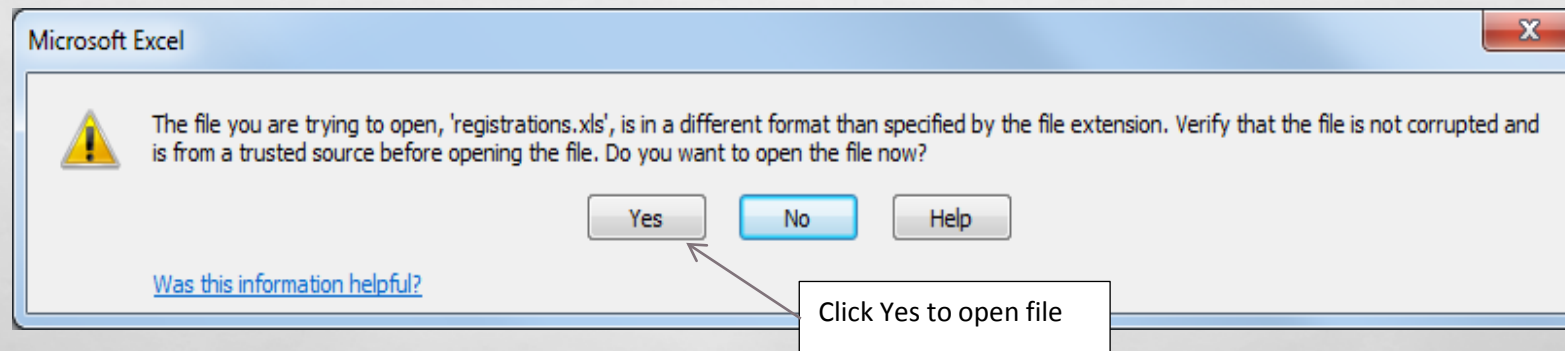 Microsoft Excel
X
The file you are trying to open, 'registrations.xls', is in a different format than specified by the file extension. Verify that the file is not corrupted and
is from a trusted source before opening the file. Do you want to open the file now?
Yes No Help
Was this information helpful?
Click Yes to open file